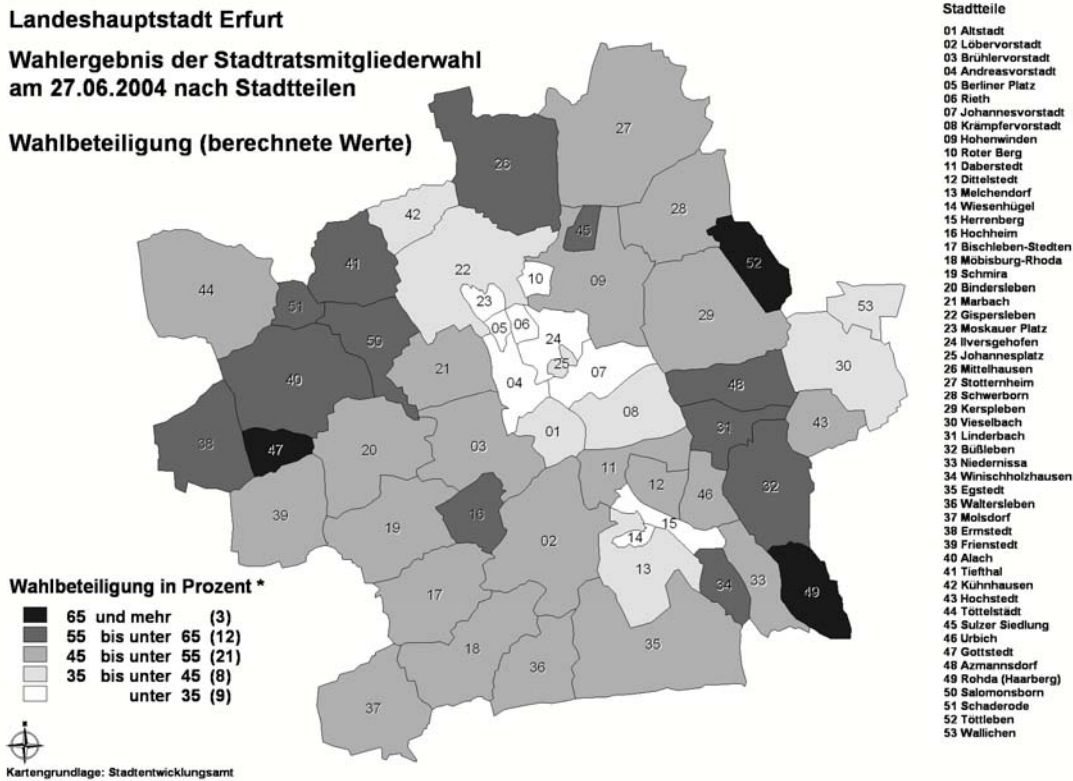 Landeshauptstadt Erfurt
Wahlergebnis der Stadtratsmitgliederwahl
am 27.06.2004 nach Stadtteilen
Wahlbeteiligung (berechnete Werte)
Stadtteile
01 Altstadt
02 Löbervorstadt
03 Brühlervorstadt
04 Andreasvorstadt
05 Berliner Platz
06 Rieth
07 Johannesvorstadt
08 Krämpfervorstadt
09 Hohenwinden
10 Roter Berg
11 Daberstedt
12 Dittelstedt
13 Melchendorf
14 Wiesenhügel
15 Herrenberg
16 Hochheim
17 Bischleben-Stedten
18 Möbisburg-Rhoda
19 Schmira
20 Bindersleben
21 Marbach
22 Gispersleben
23 Moskauer Platz
24 Ilversgehofen
25 Johannesplatz
26 Mittelhausen
27 Stotternheim
28 Schwerborn
29 Kerspleben
30 Vieselbach
31 Linderbach
32 Büßleben
33 Niedernissa
34 Winischholzhausen
35 Egstedt
36 Waltersleben
37 Molsdorf
38 Ermstedt
39 Frienstedt
40 Alach
41 Tiefthal
42 Kühnhausen
43 Hochstedt
44 Töttelstädt
45 Sulzer Siedlung
46 Urbich
47 Gottstedt
48 Azmannsdorf
49 Rohda (Haarberg)
50 Salomonsborn
51 Schaderode
52 Töttleben
53 Wallichen
27
26
42
28
45
41
22
10
09
52
44
51
23
53
29
50
05
06
24
25
30
21
40
04
07
48
08
43
38
47
20
03
01
31
11
12
46
32
39
19
16
02
15
14
13
34
33
49
17
18
36
35
37
Wahlbeteiligung in Prozent *
65 und mehr (3)
55 bis unter 65 (12)
45 bis unter 55 (21)
35 bis unter 45 (8)
unter 35 (9)
Kartengrundlage: Stadtentwicklungsamt